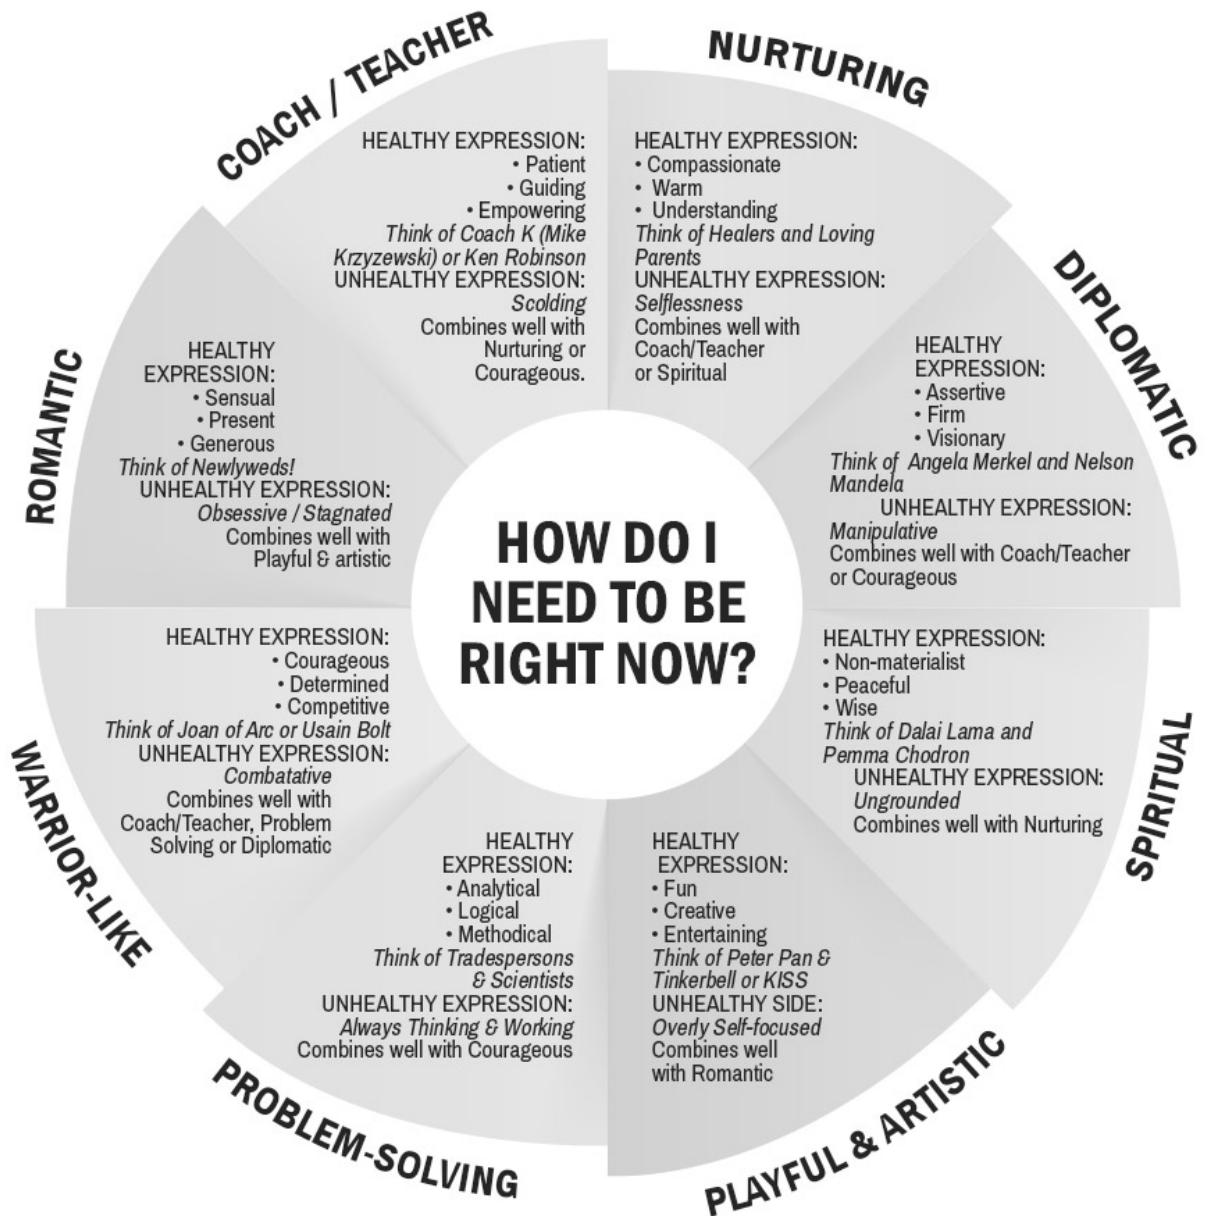 COACH / TEACHER
HEALTHY EXPRESSION:
• Patient
• Guiding
• Empowering
Think of Coach K (Mike
Krzyzewski) or Ken Robinson
UNHEALTHY EXPRESSION:
Scolding
Combines well with
Nurturing or
Courageous.
NURTURING
HEALTHY EXPRESSION:
• Compassionate
• Warm
• Understanding
Think of Healers and Loving
Parents
UNHEALTHY EXPRESSION:
Selflessness
Combines well with
Coach/Teacher
or Spiritual
DIPLOMATIC
HEALTHY
EXPRESSION:
• Assertive
• Firm
• Visionary
Think of Angela Merkel and Nelson
Mandela
UNHEALTHY EXPRESSION:
Manipulative
Combines well with Coach/Teacher
or Courageous
SPIRITUAL
HEALTHY EXPRESSION:
• Non-materialist
• Peaceful
• Wise
Think of Dalai Lama and
Pemma Chodron
UNHEALTHY EXPRESSION:
Ungrounded
Combines well with Nurturing
PLAYFUL & ARTISTIC
HEALTHY
EXPRESSION:
• Fun
• Creative
• Entertaining
Think of Peter Pan &
Tinkerbell or KISS
UNHEALTHY SIDE:
Overly Self-focused
Combines well
with Romantic
PROBLEM-SOLVING
HEALTHY
EXPRESSION:
• Analytical
• Logical
• Methodical
Think of Tradespersons
& Scientists
UNHEALTHY EXPRESSION:
Always Thinking & Working
Combines well with Courageous
WARRIOR-LIKE
HEALTHY EXPRESSION:
• Courageous
• Determined
• Competitive
Think of Joan of Arc or Usain Bolt
UNHEALTHY EXPRESSION:
Combatative
Combines well with
Coach/Teacher, Problem
Solving or Diplomatic
ROMANTIC
HEALTHY
EXPRESSION:
• Sensual
• Present
• Generous
Think of Newlyweds!
UNHEALTHY EXPRESSION:
Obsessive / Stagnated
Combines well with
Playful & artistic
HOW DO I
NEED TO BE
RIGHT NOW?